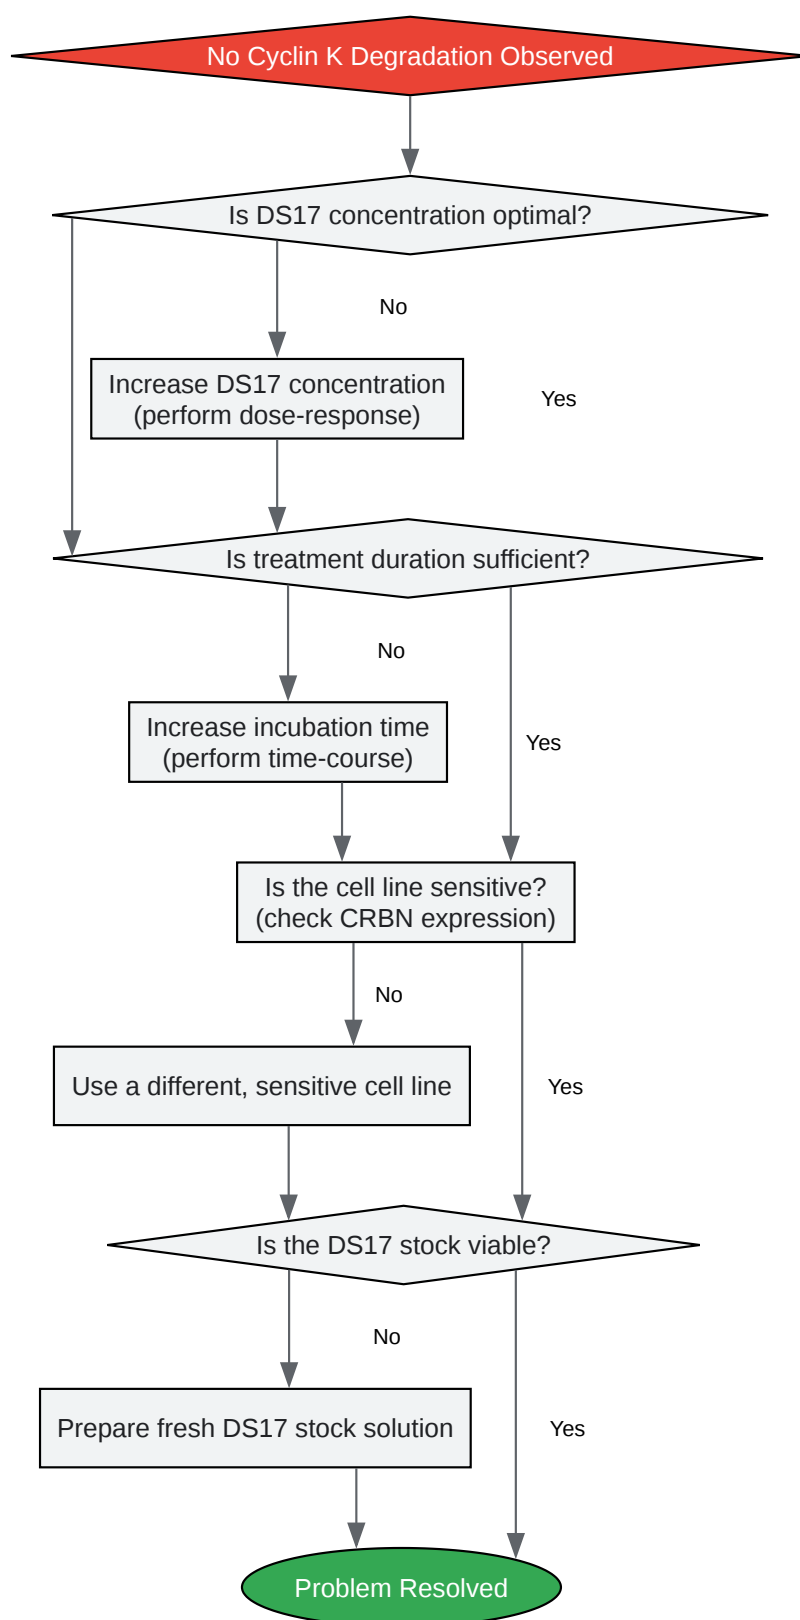 No Cyclin K Degradation Observed
Is DS17 concentration optimal?
No
Increase DS17 concentration
(perform dose-response)
Yes
Is treatment duration sufficient?
No
Increase incubation time
(perform time-course)
Yes
Is the cell line sensitive?
(check CRBN expression)
No
Use a different, sensitive cell line
Yes
Is the DS17 stock viable?
No
Prepare fresh DS17 stock solution
Yes
Problem Resolved